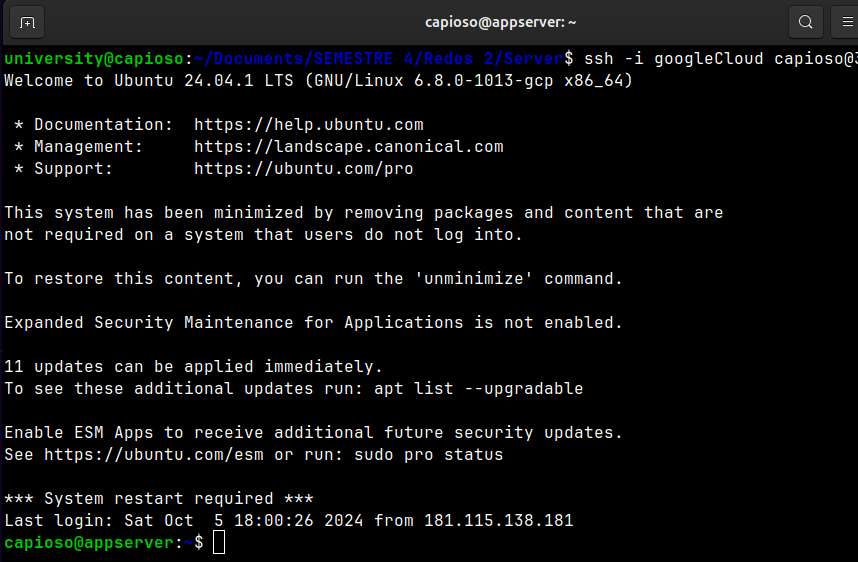 capioso@appserver: ~
university@capioso:~/Documents/SEMESTRE 4/Redes 2/Server$ ssh -i googleCloud capioso@3
Welcome to Ubuntu 24.04.1 LTS (GNU/Linux 6.8.0-1013-gcp x86_64)
* Documentation:  https://help.ubuntu.com
* Management:     https://landscape.canonical.com
* Support:        https://ubuntu.com/pro
This system has been minimized by removing packages and content that are
not required on a system that users do not log into.
To restore this content, you can run the 'unminimize' command.
Expanded Security Maintenance for Applications is not enabled.
11 updates can be applied immediately.
To see these additional updates run: apt list --upgradable
Enable ESM Apps to receive additional future security updates.
See https://ubuntu.com/esm or run: sudo pro status
*** System restart required ***
Last login: Sat Oct  5 18:00:26 2024 from 181.115.138.181
capioso@appserver:~$